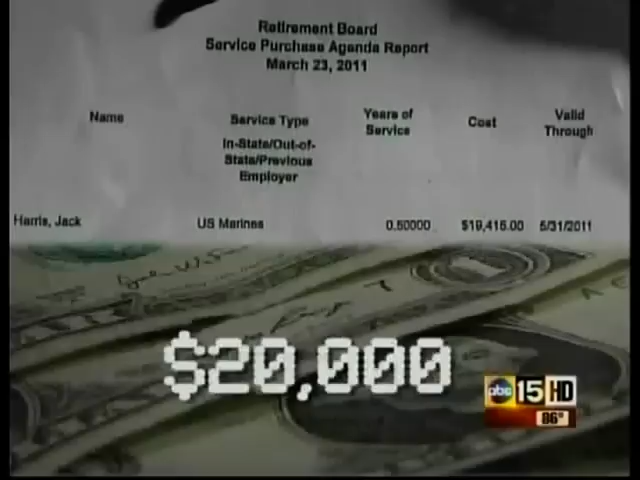 Retirement Board
Service Purchase Agenda Report
March 23, 2011
Name Service Type Years of Service Cost Valid Through
In-State/Out-of-
State/Previous
Employer
Harris, Jack US Marines 0.50000 $19,416.00 5/31/2011
$20,000
abc 15 HD
86°